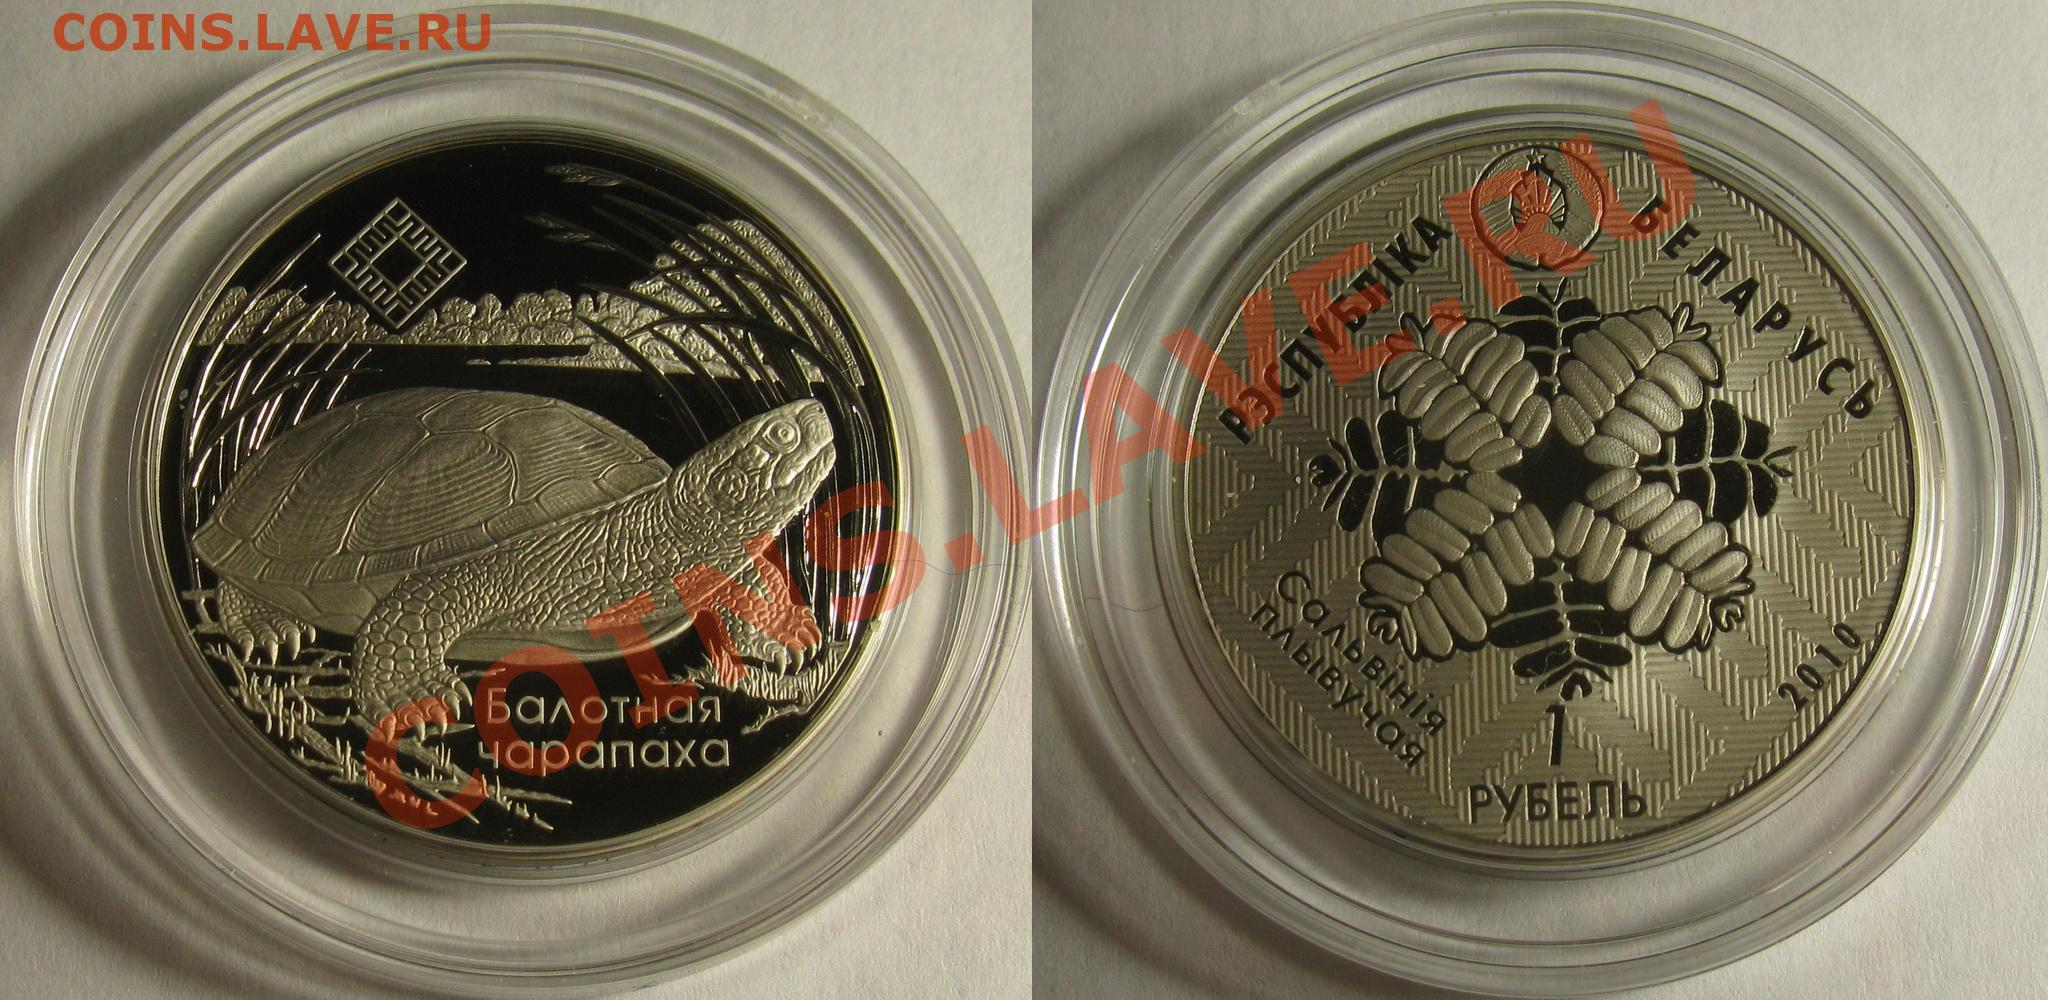 COINS.LAVE.RU
Балотная
чарапаха
COINS.LAVE.RU
РЭСПУБЛІКА БЕЛАРУСЬ
Сальвінія
плывучая
2010
1
РУБЕЛЬ